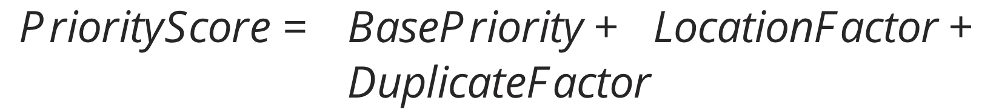 PriorityScore = BasePriority + LocationFactor +
DuplicateFactor